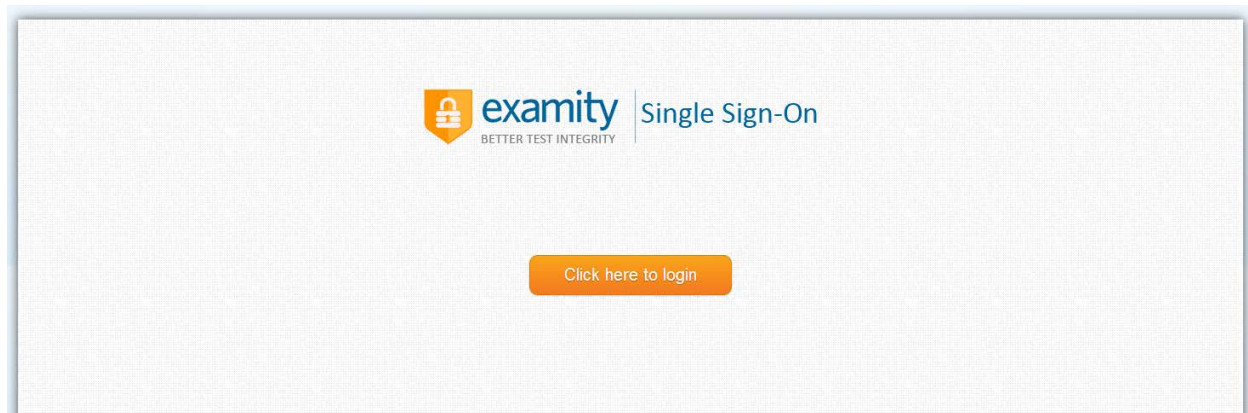 examity
BETTER TEST INTEGRITY
Single Sign-On
Click here to login